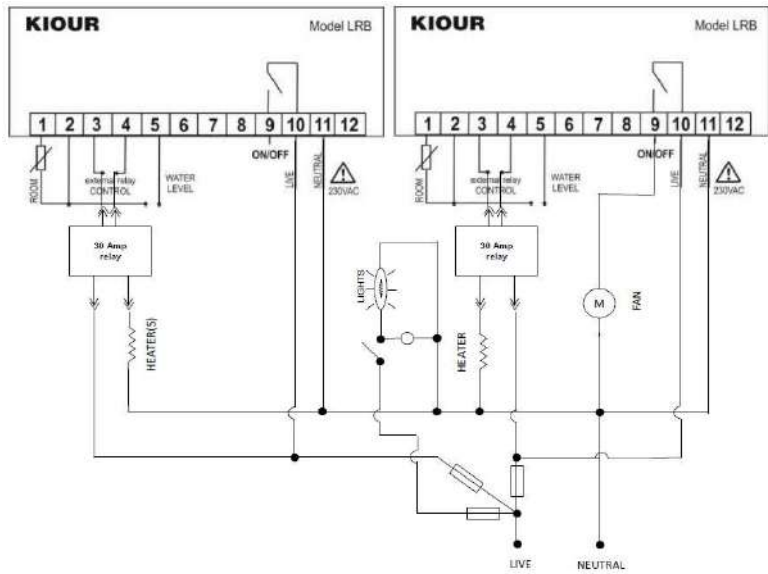 KIOUR Model LRB
1 2 3 4 5 6 7 8 9 10 11 12
ON/OFF
ROOM
external relay
CONTROL
WATER
LEVEL
LIVE
NEUTRAL
230VAC
30 Amp
relay
HEATER(S)
KIOUR Model LRB
1 2 3 4 5 6 7 8 9 10 11 12
ON/OFF
ROOM
external relay
CONTROL
WATER
LEVEL
LIVE
NEUTRAL
230VAC
30 Amp
relay
LIGHTS
HEATER
M
FAN
LIVE
NEUTRAL